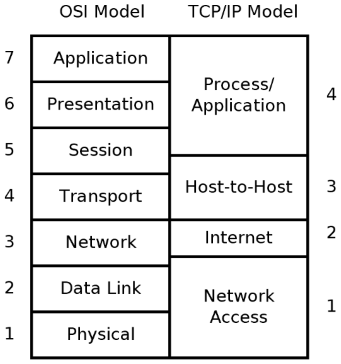 OSI Model TCP/IP Model
7 Application
Process/
Application
4
6 Presentation
5 Session
4 Transport
Host-to-Host 3
3 Network
Internet 2
2 Data Link
Network
Access
1
1 Physical